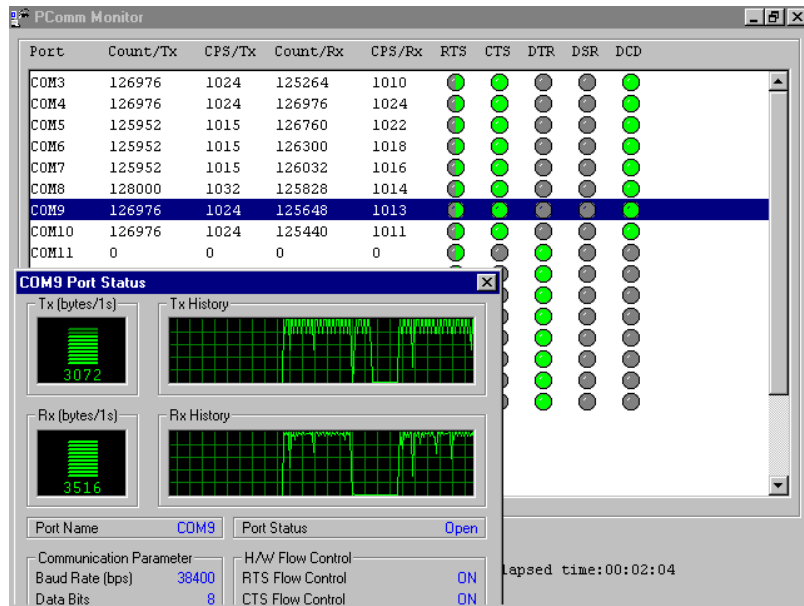 PComm Monitor
Port Count/Tx CPS/Tx Count/Rx CPS/Rx RTS CTS DTR DSR DCD
COM3 126976 1024 125264 1010
COM4 126976 1024 126976 1024
COM5 125952 1015 126760 1022
COM6 125952 1015 126300 1018
COM7 125952 1015 126032 1016
COM8 128000 1032 125828 1014
COM9 126976 1024 125648 1013
COM10 126976 1024 125440 1011
COM11 0 0 0 0
COM9 Port Status
Tx (bytes/1s) Tx History
3072
Rx (bytes/1s) Rx History
3516
Port Name COM9 Port Status Open
Communication Parameter H/W Flow Control
lapsed time:00:02:04
Baud Rate (bps) 38400 RTS Flow Control ON
Data Bits 8 CTS Flow Control ON